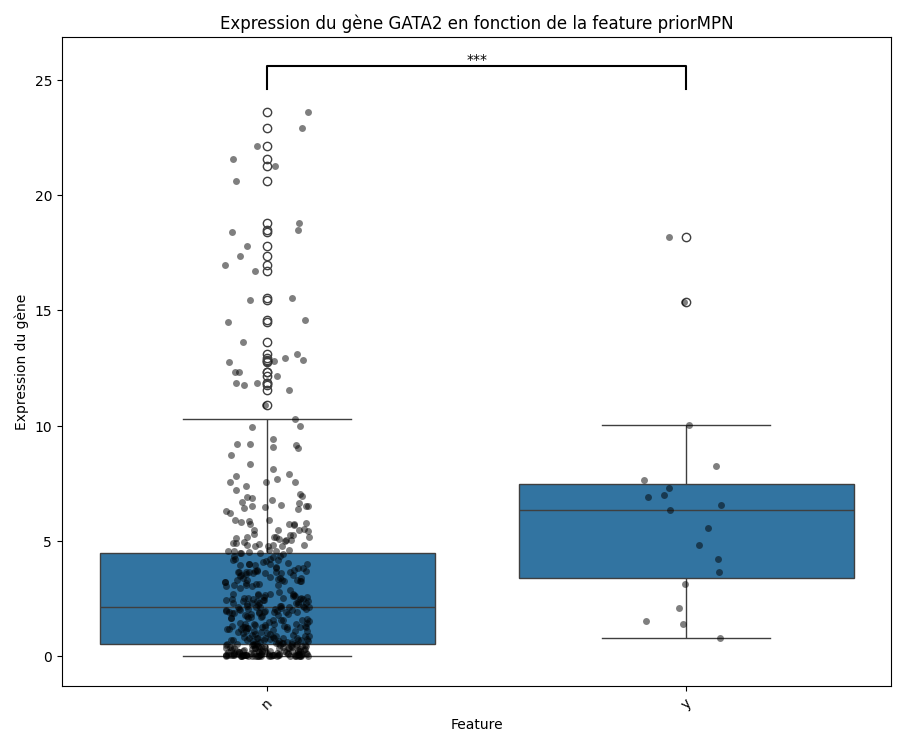 Expression du gène GATA2 en fonction de la feature priorMPN
***
25
20
15
10
5
0
Expression du gène
n
y
Feature